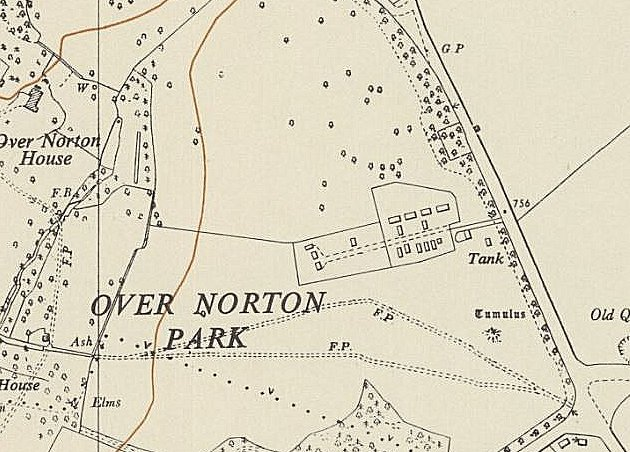 G P
W
Over Norton
House
F.B.
756
F.P.
Tank
OVER NORTON
PARK
F.P.
Tumulus
Old Q
Ash
F.P.
House
Elms